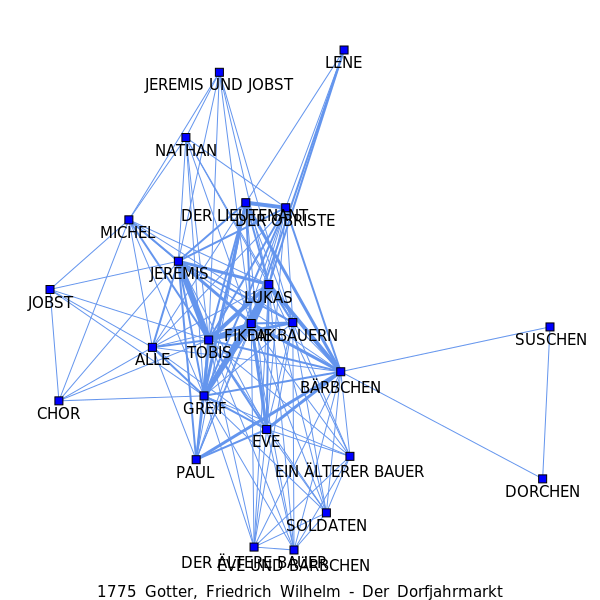 LENE
JEREMIS UND JOBST
NATHAN
DER LIEUTENANT
DER OBRISTE
MICHEL
JEREMIS
LUKAS
JOBST
FIKFAK
DIE BAUERN
SUSCHEN
TOBIS
ALLE
BÄRBCHEN
GREIF
CHOR
EVE
PAUL
EIN ÄLTERER BAUER
DORCHEN
SOLDATEN
DER ÄLTERE BAUER
EVE UND BÄRBCHEN
1775 Gotter, Friedrich Wilhelm - Der Dorfjahrmarkt